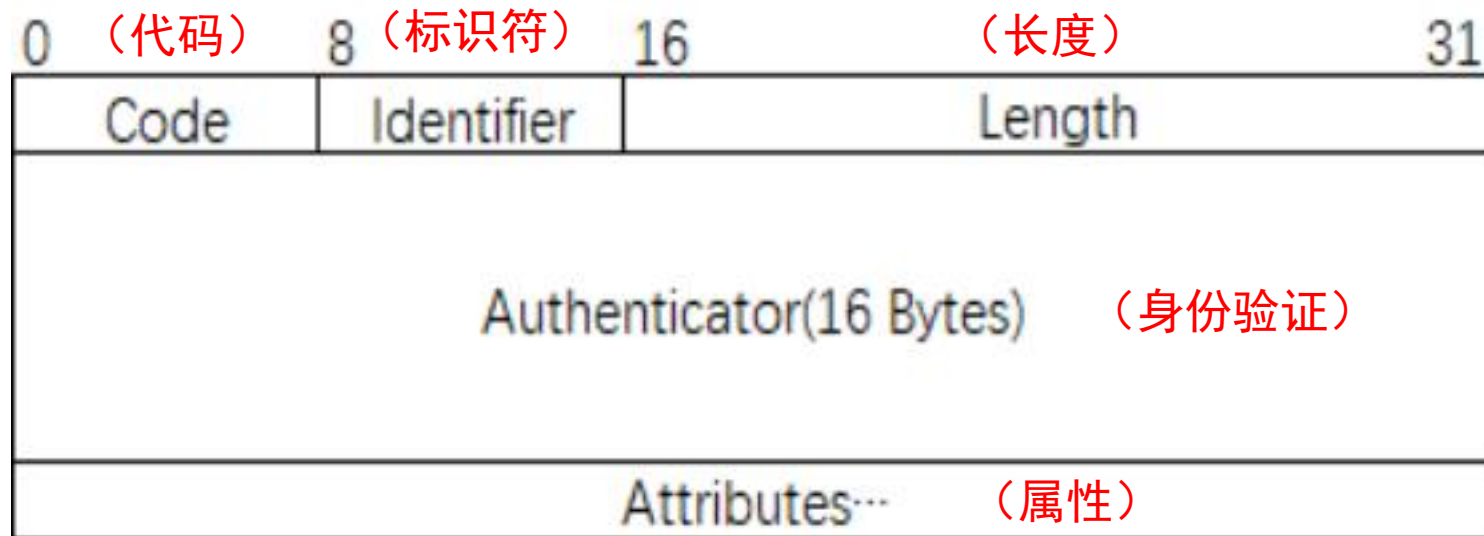 0 （代码） 8 （标识符） 16 （长度） 31
Code Identifier Length
Authenticator(16 Bytes) （身份验证）
Attributes··· （属性）